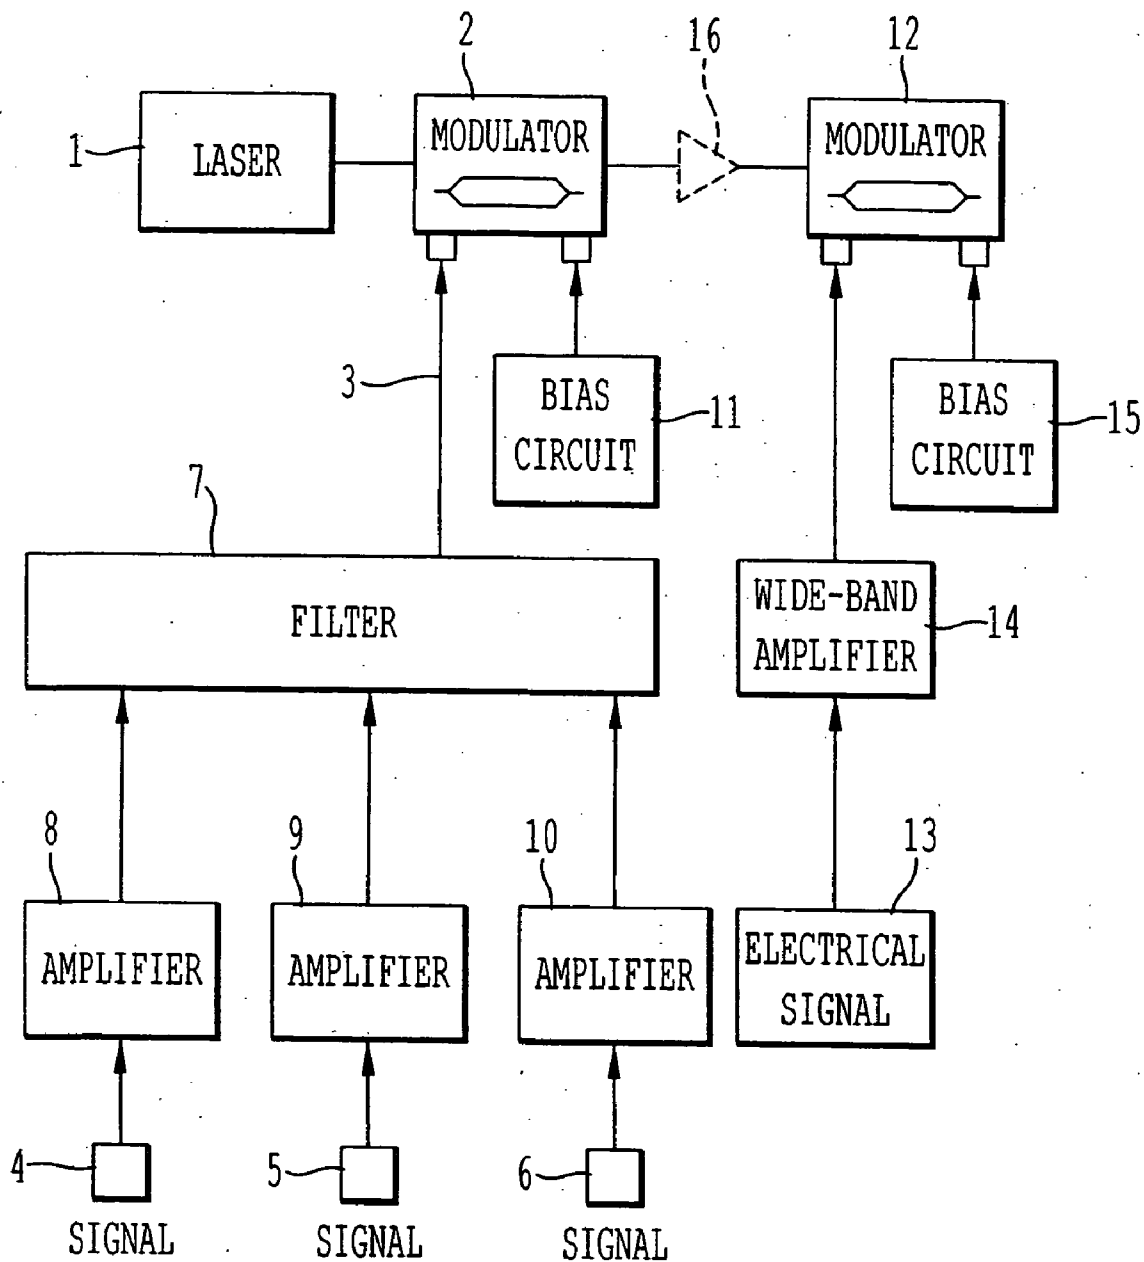 2
16
12
1
LASER
MODULATOR
MODULATOR
3
BIAS
CIRCUIT
11
BIAS
CIRCUIT
15
7
FILTER
WIDE-BAND
AMPLIFIER
14
8
9
10
13
AMPLIFIER
AMPLIFIER
AMPLIFIER
ELECTRICAL
SIGNAL
4
5
6
SIGNAL
SIGNAL
SIGNAL